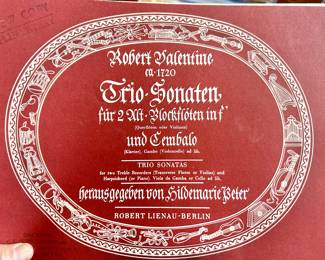 COPY
Robert Valentine
ca. 1720
Trio-Sonaten
für 2 Alt-Blockflöten in f'
(Querflöten oder Violinen)
und Cembalo
(Klavier), Gambe (Violoncello) ad lib.
TRIO SONATAS
for two Treble Recorders (Transverse Flutes or Violins) and
Harpsichord (or Piano), Viola da Gamba or Cello ad lib.
herausgegeben von Hildemarie Peter
ROBERT LIENAU-BERLIN